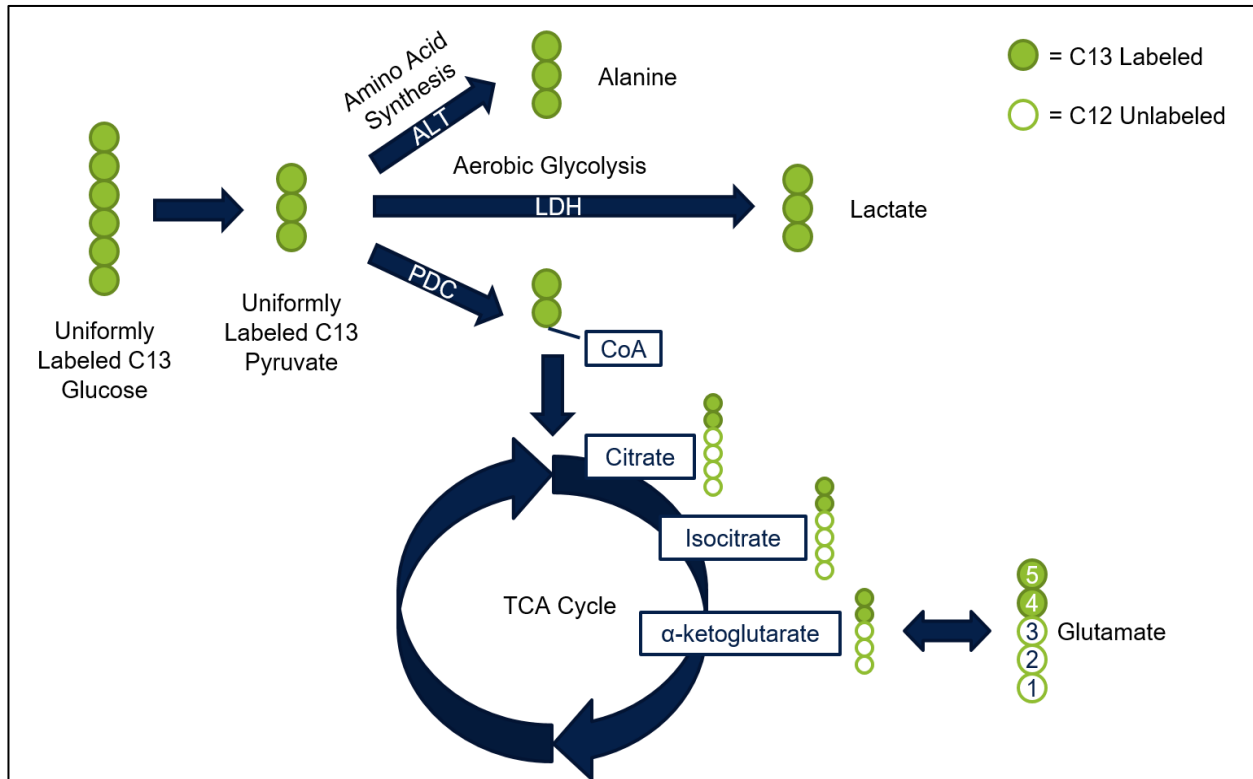 Amino Acid
Synthesis
ALT
Alanine
= C13 Labeled
= C12 Unlabeled
Aerobic Glycolysis
LDH
Lactate
PDC
Uniformly
Labeled C13
Glucose
Uniformly
Labeled C13
Pyruvate
CoA
Citrate
Isocitrate
TCA Cycle
α-ketoglutarate
5
4
3
2
1
Glutamate